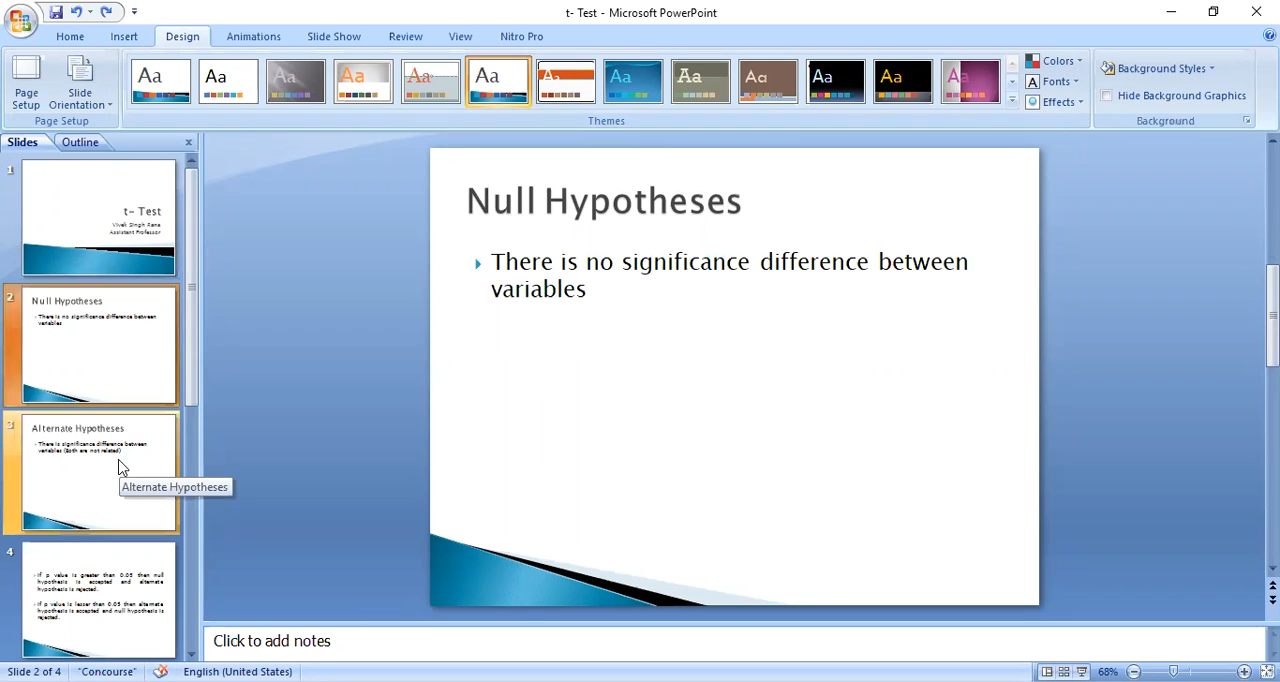 t- Test - Microsoft PowerPoint
Home Insert Design Animations Slide Show Review View Nitro Pro
Page Setup
Slide Orientation
Page Setup
Aa Aa Aa Aa Aa Aa Aa Aa Aa Aa Aa Aa Aa
Themes
Colors
Fonts
Effects
Background Styles
Hide Background Graphics
Background
Slides Outline
1
t- Test
Vivek Singh Rana
Assistant Professor
2
Null Hypotheses
There is no significance difference between
variables
3
Alternate Hypotheses
There is significance difference between
variables (Both are not related)
Alternate Hypotheses
4
If p value is greater than 0.05 then null
hypothesis is accepted and alternate
hypothesis is rejected.
If p value is lesser than 0.05 then alternate
hypothesis is accepted and null hypothesis is
rejected.
Null Hypotheses
There is no significance difference between
variables
Click to add notes
Slide 2 of 4 "Concourse" English (United States) 68%